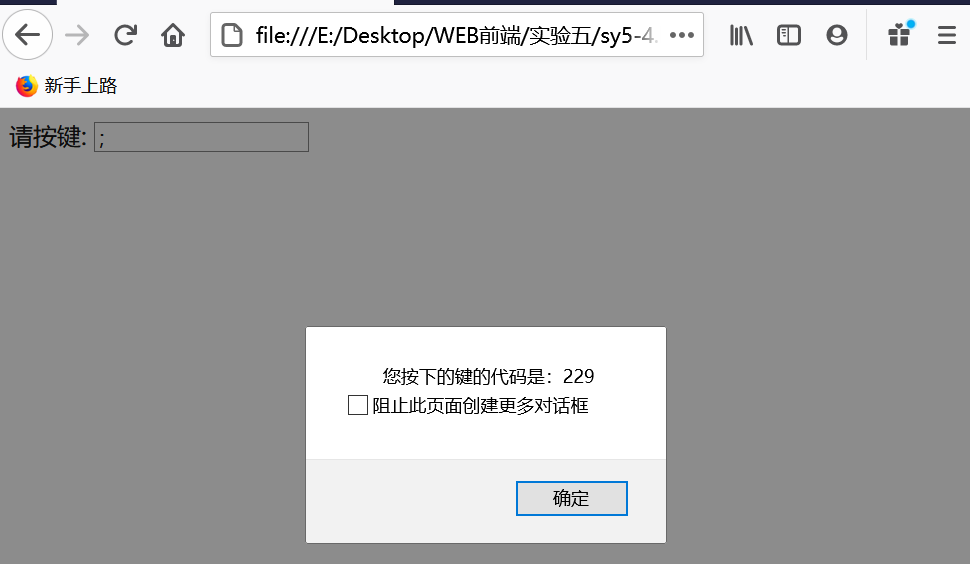 file:///E:/Desktop/WEB前端/实验五/sy5-4.
新手上路
请按键: ;
您按下的键的代码是：229
阻止此页面创建更多对话框
确定